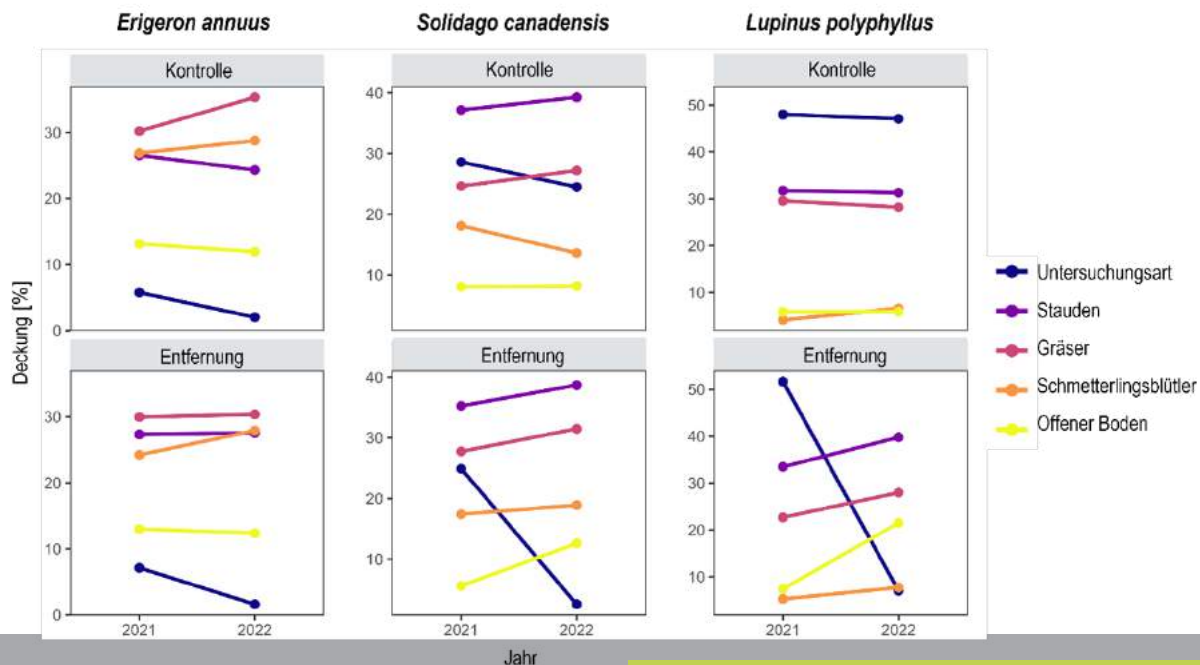 Erigeron annuus
Solidago canadensis
Lupinus polyphyllus
Kontrolle
Kontrolle
Kontrolle
30
20
10
0
40
30
20
10
50
40
30
20
10
Deckung [%]
Untersuchungsart
Stauden
Gräser
Schmetterlingsblütler
Offener Boden
Entfernung
Entfernung
Entfernung
30
20
10
0
40
30
20
10
50
40
30
20
10
2021 2022
2021 2022
2021 2022
Jahr